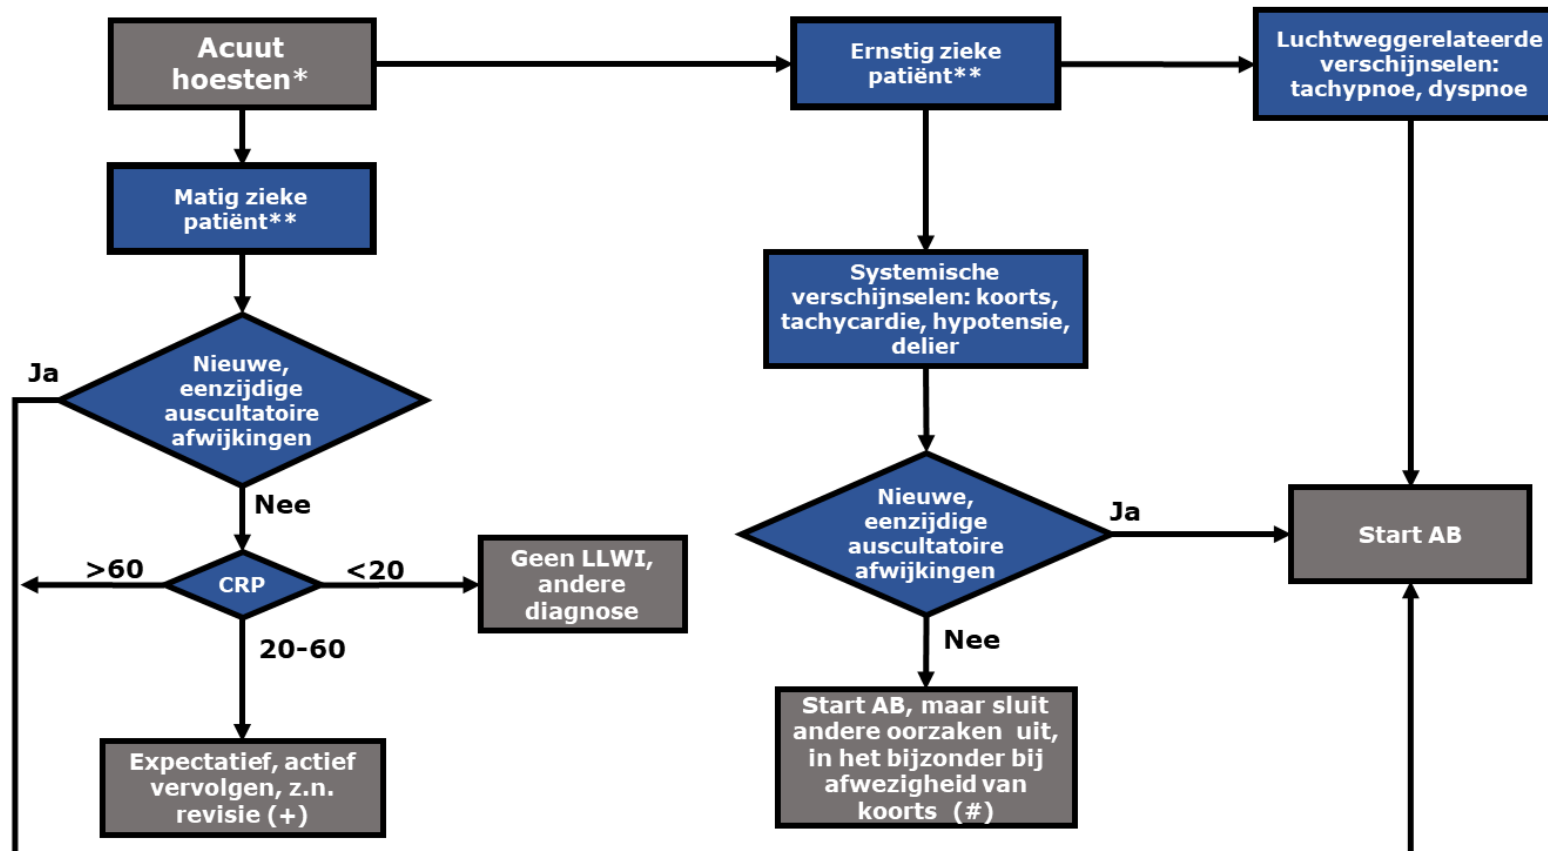 Acuut
hoesten*
Ernstig zieke
patiënt**
Luchtweggerelateerde
verschijnselen:
tachypnoe, dyspnoe
Matig zieke
patiënt**
Systemische
verschijnselen: koorts,
tachycardie, hypotensie,
delier
Ja
Nieuwe,
eenzijdige
auscultatoire
afwijkingen
Nee
>60
CRP
<20
Geen LLWI,
andere
diagnose
20-60
Expectatief, actief
vervolgen, z.n.
revisie (+)
Nieuwe,
eenzijdige
auscultatoire
afwijkingen
Ja
Start AB
Nee
Start AB, maar sluit
andere oorzaken uit,
in het bijzonder bij
afwezigheid van
koorts (#)